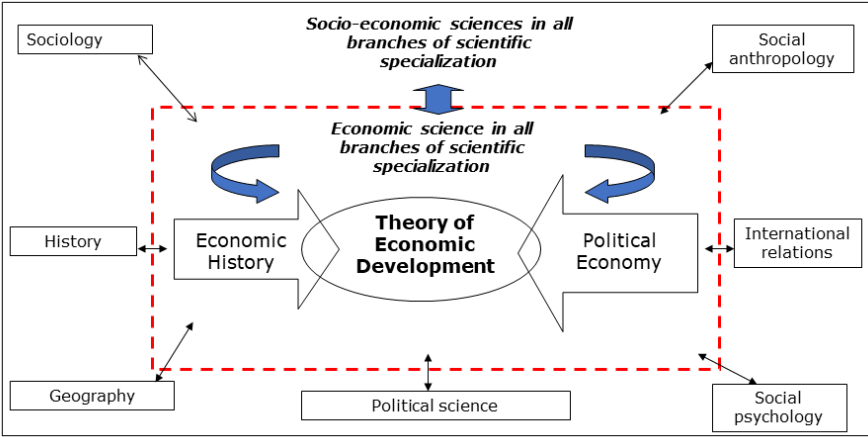 Socio-economic sciences in all
branches of scientific
specialization
Sociology
Social
anthropology
Economic science in all
branches of scientific
specialization
History
Economic
History
Theory of
Economic
Development
Political
Economy
International
relations
Geography
Political science
Social
psychology